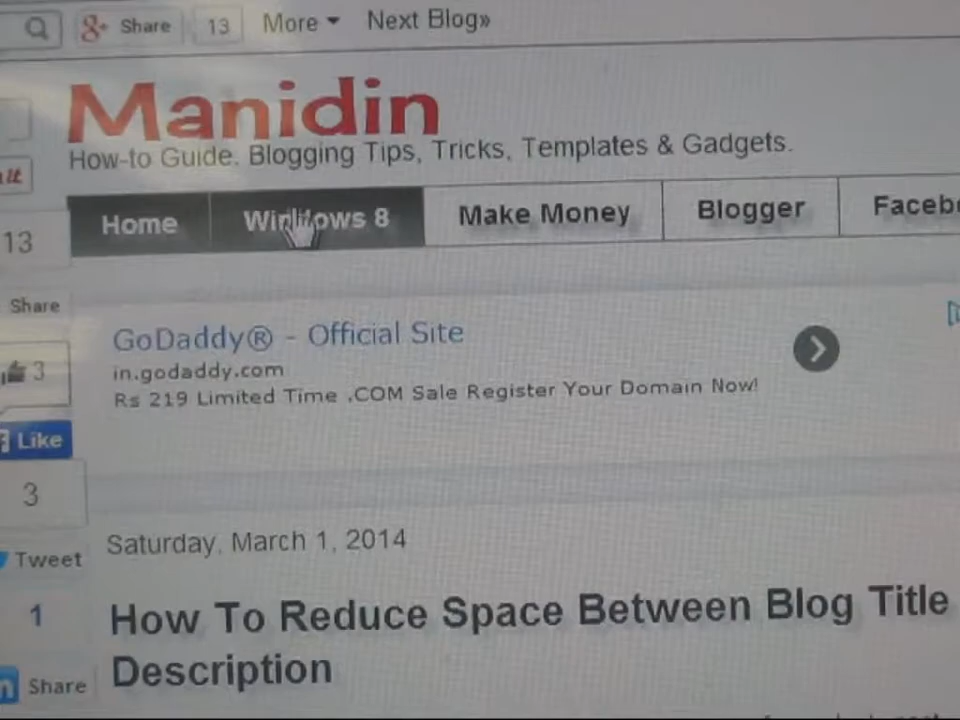 Share 13 More Next Blog»
Manidin
How-to Guide. Blogging Tips, Tricks, Templates & Gadgets.
Home Windows 8 Make Money Blogger
13
Share
3
GoDaddy® - Official Site
in.godaddy.com
Rs 219 Limited Time .COM Sale Register Your Domain Now!
Like
3
Saturday, March 1, 2014
Tweet
1
How To Reduce Space Between Blog Title
Description
Share